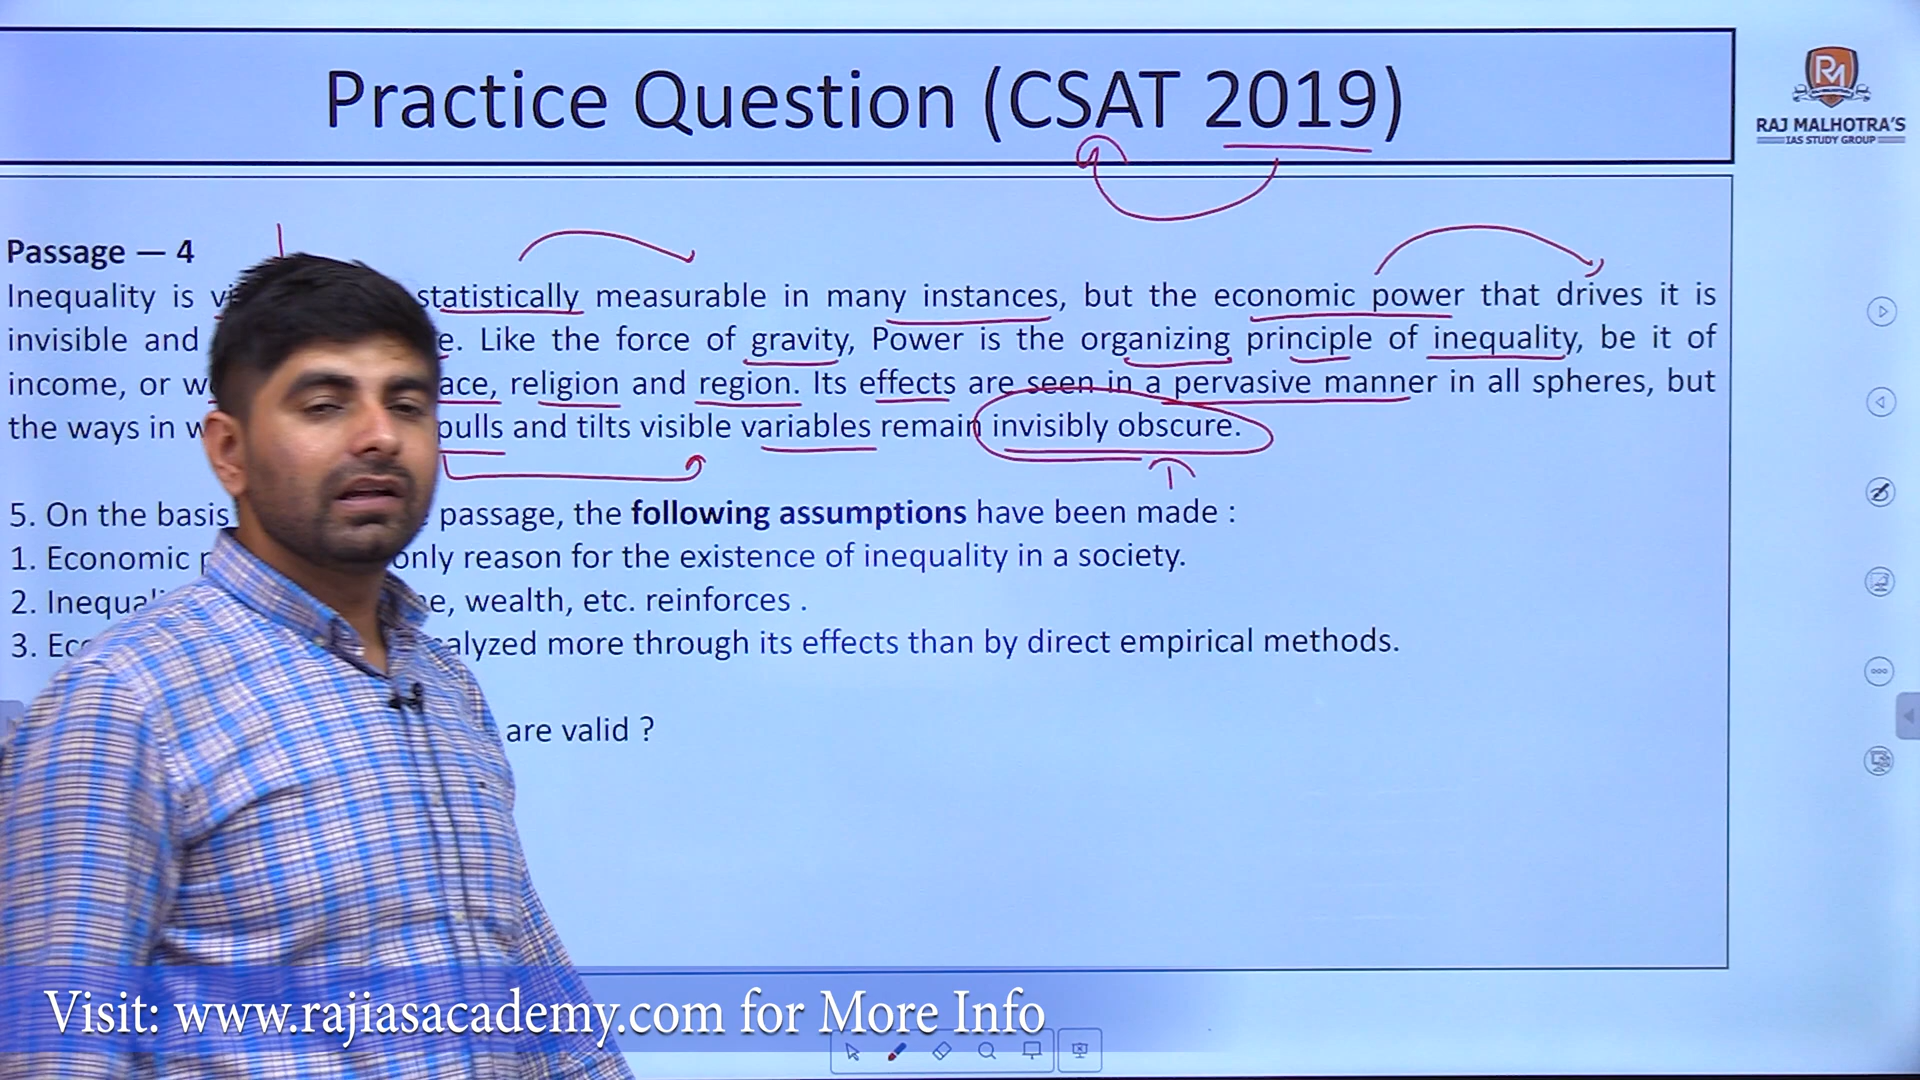 Practice Question (CSAT 2019)
RM
RAJ MALHOTRA'S
IAS STUDY GROUP
Passage — 4
Inequality is statistically measurable in many instances, but the economic power that drives it is
invisible and Like the force of gravity, Power is the organizing principle of inequality, be it of
income, or religion and region. Its effects are seen in a pervasive manner in all spheres, but
the ways in pulls and tilts visible variables remain invisibly obscure.
5. On the basis passage, the following assumptions have been made :
1. Economic only reason for the existence of inequality in a society.
2. wealth, etc. reinforces .
3. more through its effects than by direct empirical methods.
are valid ?
Visit: www.rajiasacademy.com for More Info